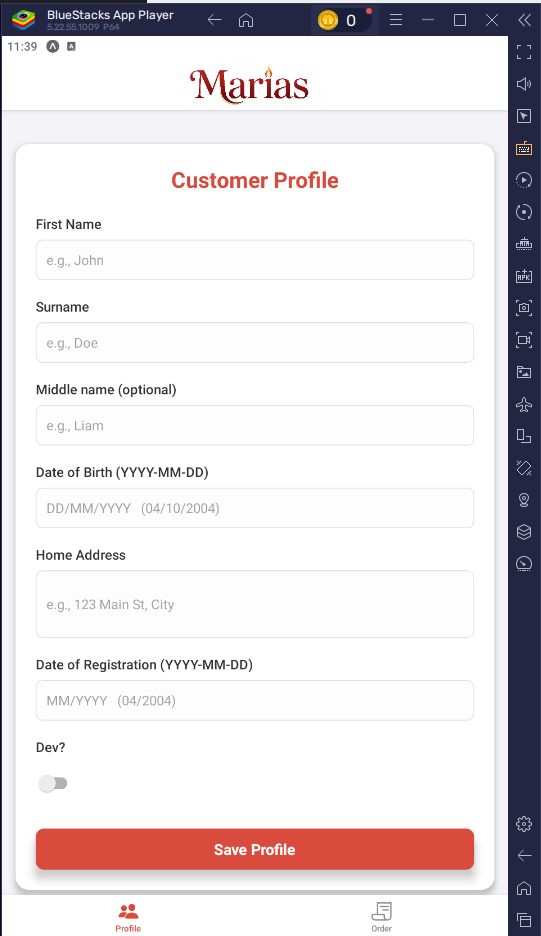 BlueStacks App Player
5.22.55.1009 P64
0
11:39
Marias
Customer Profile
First Name
e.g., John
Surname
e.g., Doe
Middle name (optional)
e.g., Liam
Date of Birth (YYYY-MM-DD)
DD/MM/YYYY (04/10/2004)
Home Address
e.g., 123 Main St, City
Date of Registration (YYYY-MM-DD)
MM/YYYY (04/2004)
Dev?
Save Profile
Profile
Order
APK